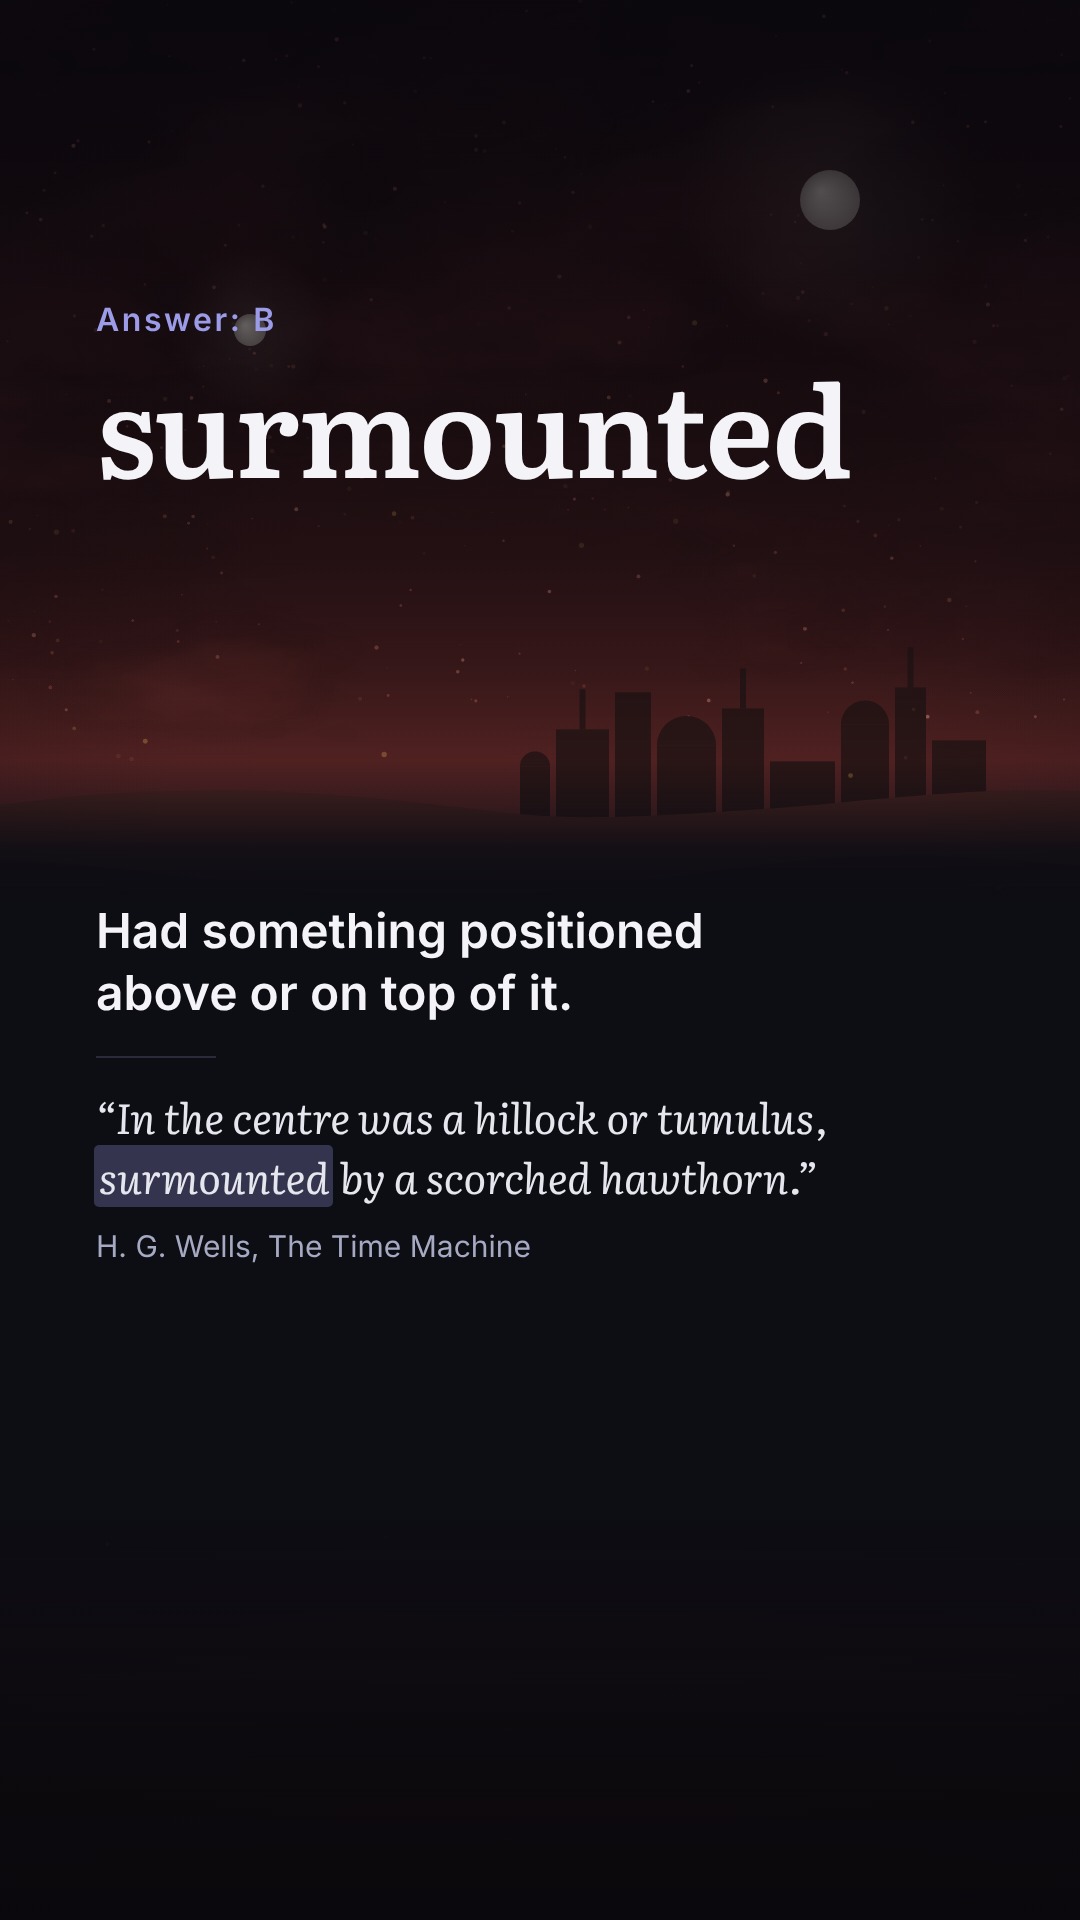 Answer: B
surmounted
Had something positioned
above or on top of it.
“In the centre was a hillock or tumulus,
surmounted by a scorched hawthorn.”
H. G. Wells, The Time Machine